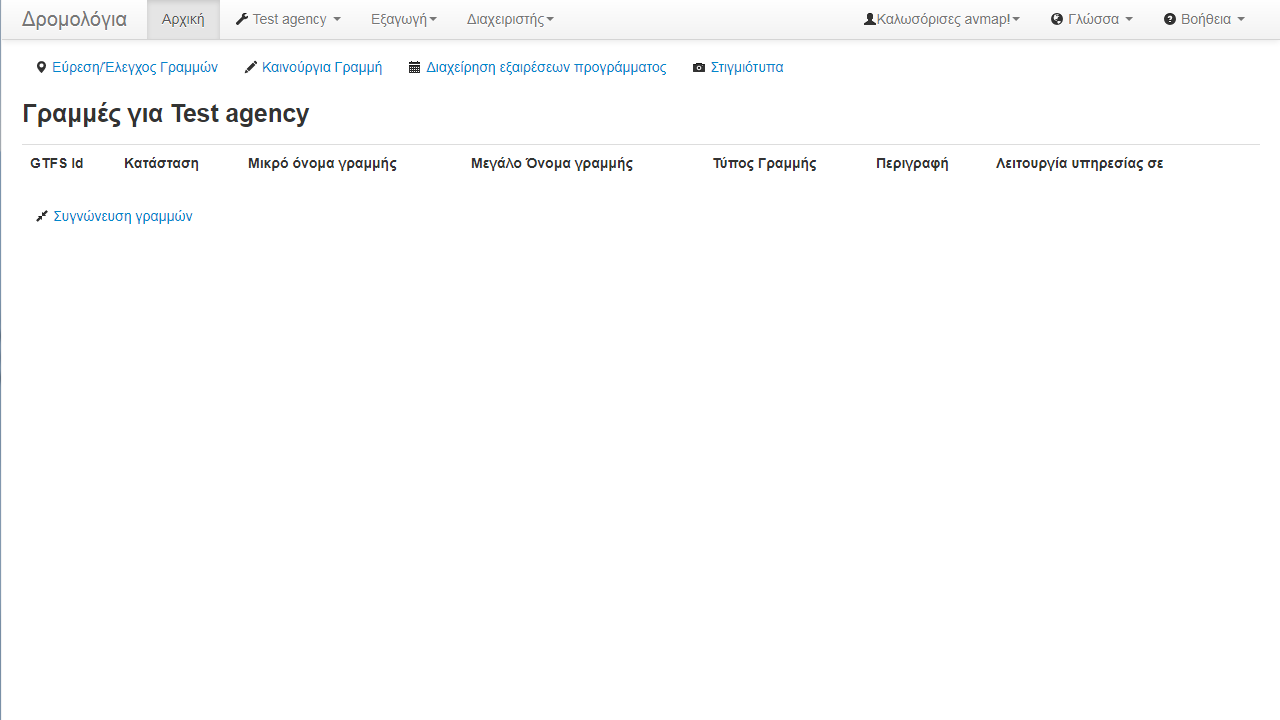 Δρομολόγια Αρχική Test agency Εξαγωγή Διαχειριστής Καλωσόρισες avmap! Γλώσσα Βοήθεια
Εύρεση/Έλεγχος Γραμμών Καινούργια Γραμμή Διαχείρηση εξαιρέσεων προγράμματος Στιγμιότυπα
Γραμμές για Test agency
GTFS Id Κατάσταση Μικρό όνομα γραμμής Μεγάλο Όνομα γραμμής Τύπος Γραμμής Περιγραφή Λειτουργία υπηρεσίας σε
Συγνώνευση γραμμών